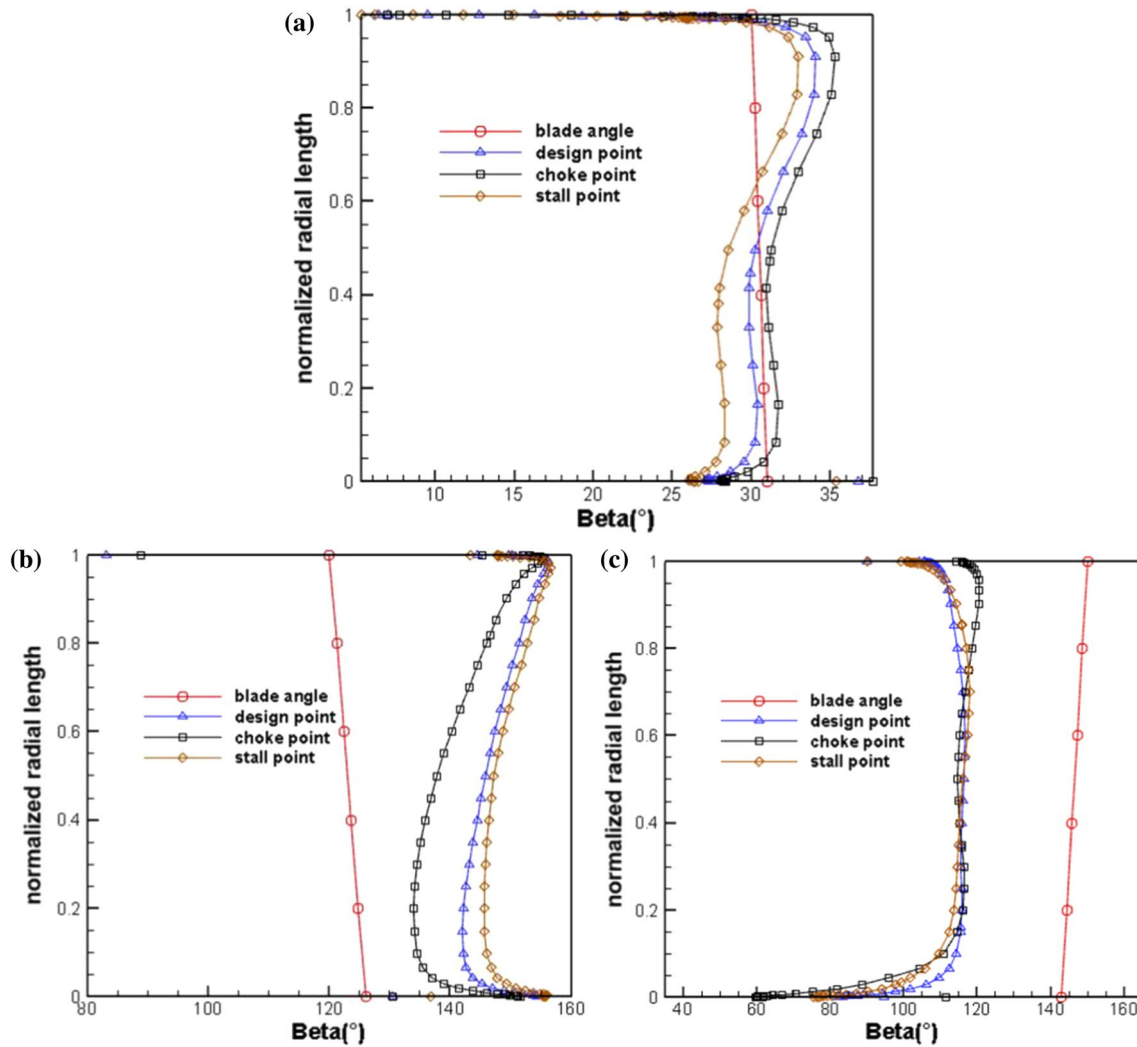 (a)
normalized radial length
1
0.8
0.6
0.4
0.2
0
blade angle
design point
choke point
stall point
10 15 20 25 30 35
Beta(°)
(b)
normalized radial length
1
0.8
0.6
0.4
0.2
0
blade angle
design point
choke point
stall point
80 100 120 140 160
Beta(°)
(c)
normalized radial length
1
0.8
0.6
0.4
0.2
0
blade angle
design point
choke point
stall point
40 60 80 100 120 140 160
Beta(°)